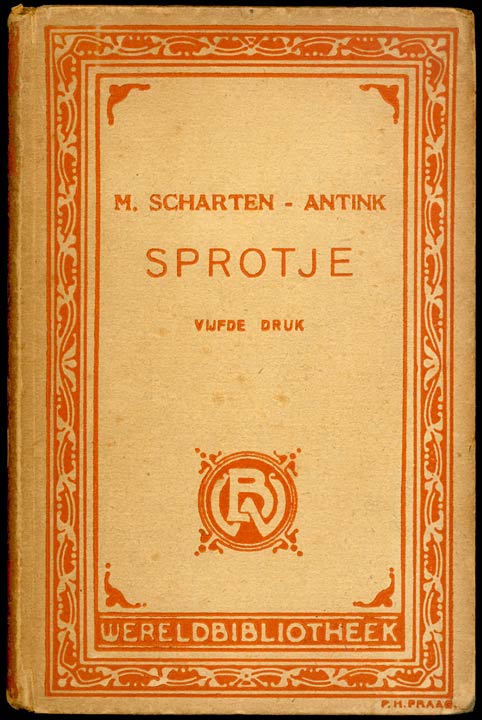 M. SCHARTEN - ANTINK
SPROTJE
VIJFDE DRUK
WB
WERELDBIBLIOTHEEK
P. H. PRAAG.